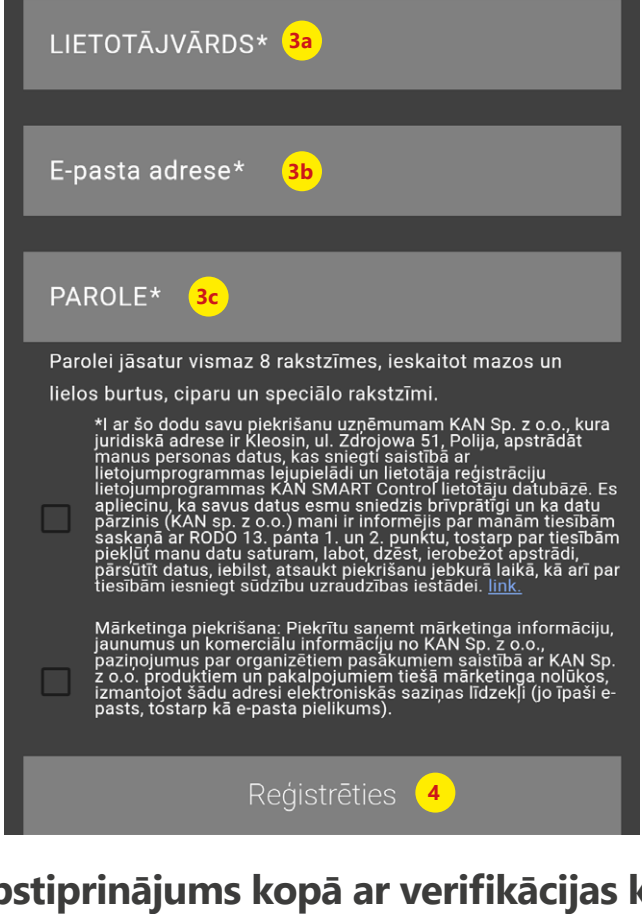 LIETOTĀJVĀRDS* 3a
E-pasta adrese* 3b
PAROLE* 3c
Parolei jāsatur vismaz 8 rakstzīmes, ieskaitot mazos un
lielos burtus, ciparu un speciālo rakstzīmi.
*I ar šo dodu savu piekrišanu uzņēmumam KAN Sp. z o.o., kura
juridiskā adrese ir Kleosin, ul. Zdrojowa 51, Polija, apstrādāt
manus personas datus, kas sniegti saistībā ar
lietojumprogrammas lejupielādi un lietotāja reģistrāciju
lietojumprogrammas KAN SMART Control lietotāju datubāzē. Es
apliecinu, ka savus datus esmu sniedzis brīvprātīgi un ka datu
pārzinis (KAN sp. z o.o.) mani ir informējis par manām tiesībām
saskaņā ar RODO 13. panta 1. un 2. punktu, tostarp par tiesībām
piekļūt manu datu saturam, labot, dzēst, ierobežot apstrādi,
pārsūtīt datus, iebilst, atsaukt piekrišanu jebkurā laikā, kā arī par
tiesībām iesniegt sūdzību uzraudzības iestādei. link.
Mārketinga piekrišana: Piekrītu saņemt mārketinga informāciju,
jaunumus un komerciālu informāciju no KAN Sp. z o.o.,
paziņojumus par organizētiem pasākumiem saistībā ar KAN Sp.
z o.o. produktiem un pakalpojumiem tiešā mārketinga nolūkos,
izmantojot šādu adresi elektroniskās saziņas līdzekļi (jo īpaši e-
pasts, tostarp kā e-pasta pielikums).
Reģistrēties 4
pstiprinājums kopā ar verifikācijas k